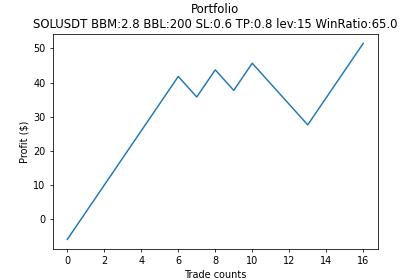 Portfolio
SOLUSDT BBM:2.8 BBL:200 SL:0.6 TP:0.8 lev:15 WinRatio:65.0
Profit ($)
50
40
30
20
10
0
0 2 4 6 8 10 12 14 16
Trade counts